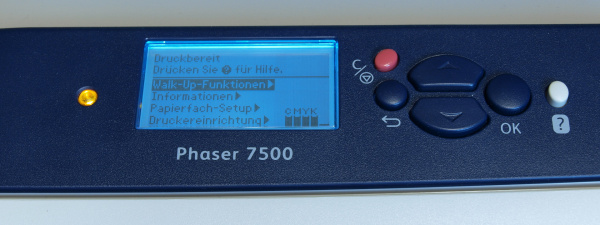 Druckbereit
Drücken Sie ? für Hilfe.
Walk-Up-Funktionen
Informationen
Papierfach-Setup
CMYK
Druckereinrichtung
Phaser 7500
C/
OK
?